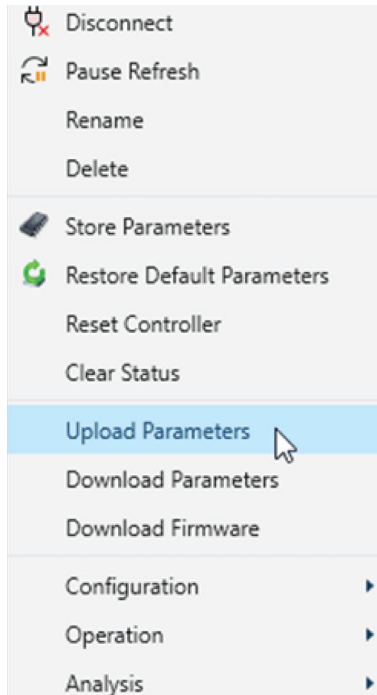 Disconnect
Pause Refresh
Rename
Delete
Store Parameters
Restore Default Parameters
Reset Controller
Clear Status
Upload Parameters
Download Parameters
Download Firmware
Configuration
Operation
Analysis